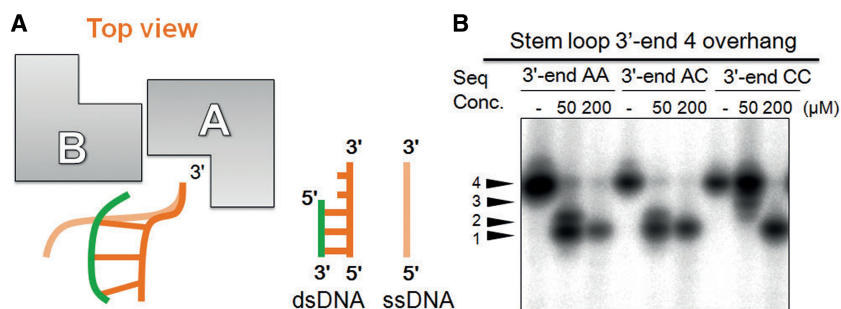 A
Top view
B
A
3'
3'
3'
5'
3'
5'
5'
dsDNA
ssDNA
B
Stem loop 3'-end 4 overhang
Seq
3'-end AA
3'-end AC
3'-end CC
Conc.
- 50 200
- 50 200
- 50 200
(μM)
4
3
2
1